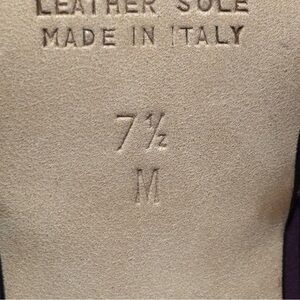 LEATHER SOLE
MADE IN ITALY
7½
M